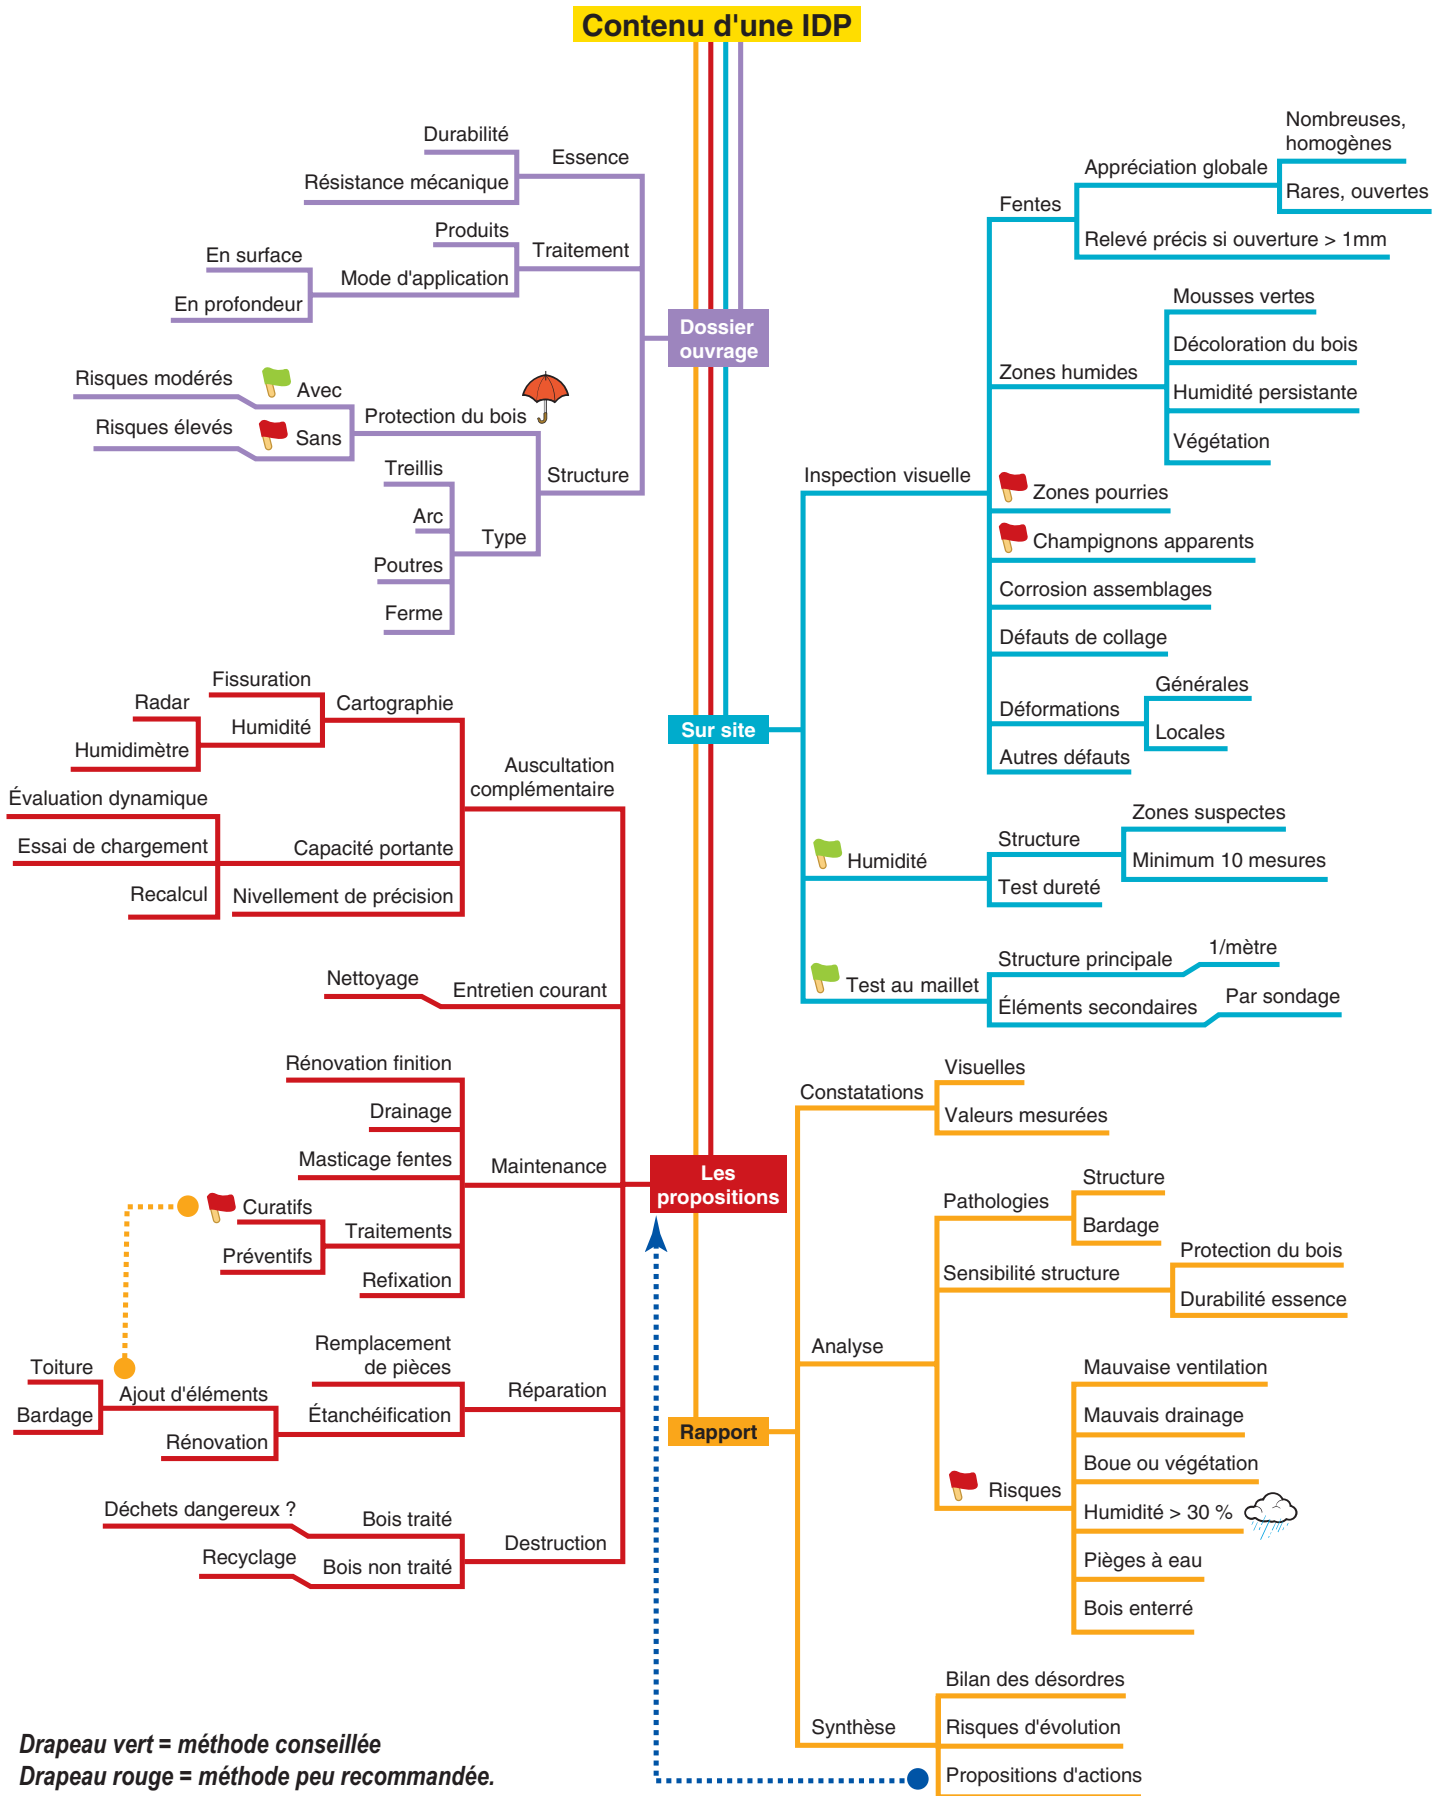 Contenu d'une IDP
Dossier
ouvrage
Essence
Durabilité
Résistance mécanique
Traitement
Produits
Mode d'application
En surface
En profondeur
Structure
Protection du bois
Avec
Risques modérés
Sans
Risques élevés
Type
Treillis
Arc
Poutres
Ferme
Sur site
Inspection visuelle
Fentes
Appréciation globale
Nombreuses,
homogènes
Rares, ouvertes
Relevé précis si ouverture > 1mm
Zones humides
Mousses vertes
Décoloration du bois
Humidité persistante
Végétation
Zones pourries
Champignons apparents
Corrosion assemblages
Défauts de collage
Déformations
Générales
Locales
Autres défauts
Humidité
Structure
Zones suspectes
Minimum 10 mesures
Test dureté
Test au maillet
Structure principale
1/mètre
Éléments secondaires
Par sondage
Les
propositions
Auscultation
complémentaire
Cartographie
Fissuration
Humidité
Radar
Humidimètre
Capacité portante
Évaluation dynamique
Essai de chargement
Recalcul
Nivellement de précision
Entretien courant
Nettoyage
Maintenance
Rénovation finition
Drainage
Masticage fentes
Traitements
Curatifs
Préventifs
Refixation
Réparation
Remplacement
de pièces
Étanchéification
Ajout d'éléments
Toiture
Bardage
Rénovation
Destruction
Bois traité
Déchets dangereux ?
Bois non traité
Recyclage
Rapport
Constatations
Visuelles
Valeurs mesurées
Analyse
Pathologies
Structure
Bardage
Sensibilité structure
Protection du bois
Durabilité essence
Risques
Mauvaise ventilation
Mauvais drainage
Boue ou végétation
Humidité > 30 %
Pièges à eau
Bois enterré
Synthèse
Bilan des désordres
Risques d'évolution
Propositions d'actions
Drapeau vert = méthode conseillée
Drapeau rouge = méthode peu recommandée.